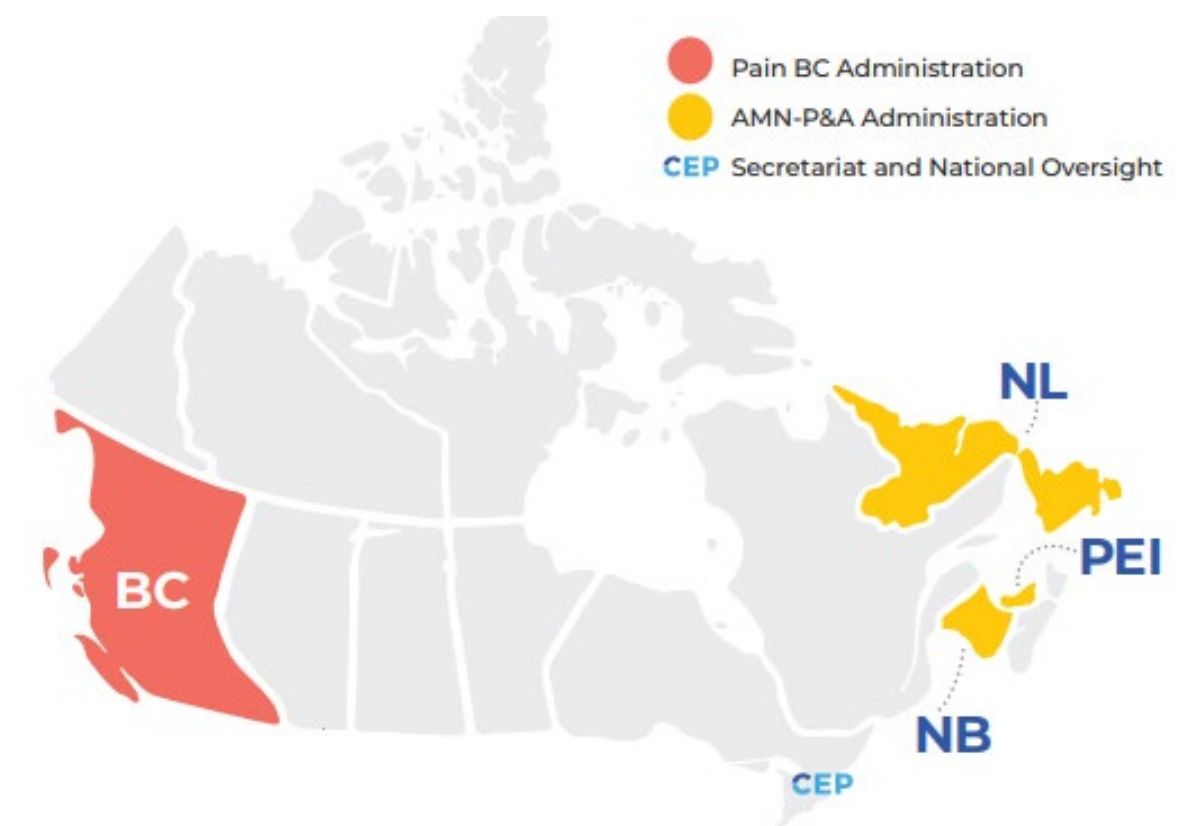 Pain BC Administration
AMN-P&A Administration
CEP Secretariat and National Oversight
NL
PEI
BC
NB
CEP